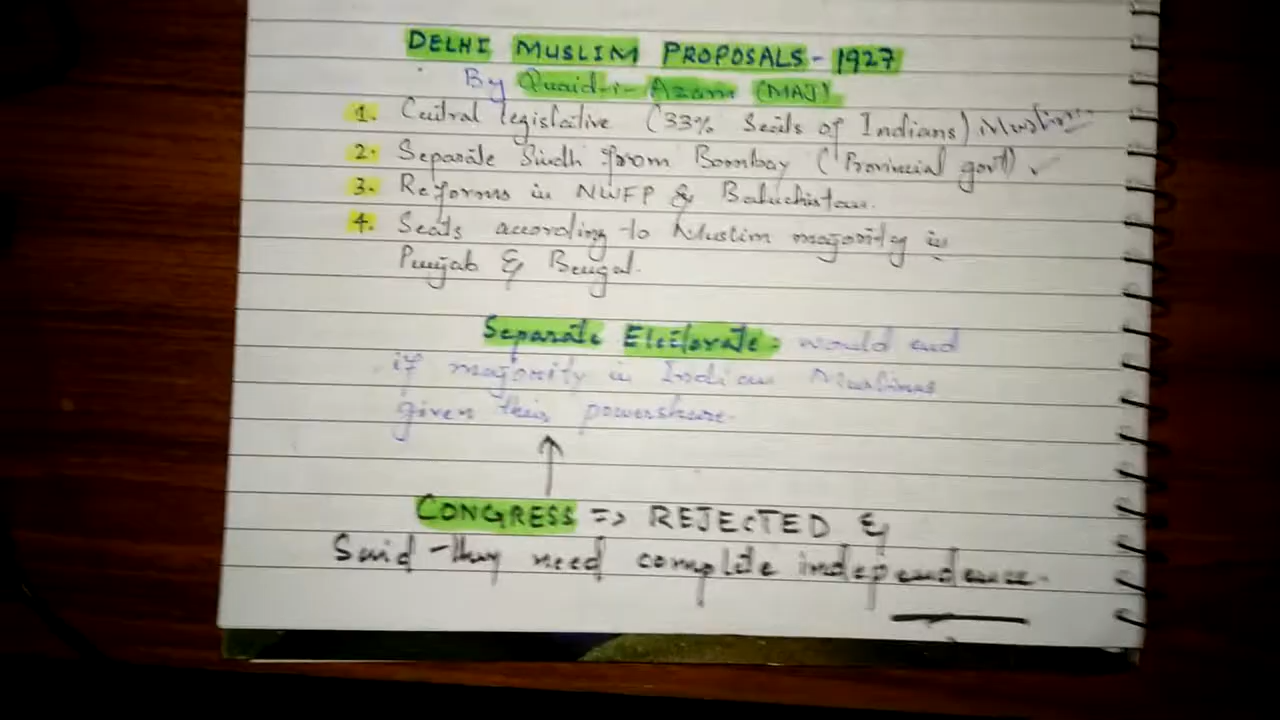 DELHI MUSLIM PROPOSALS - 1927
By Quaid-i-Azam (MAJ)
1. Central legislative (33% Seats of Indians) Muslims
2. Separate Sindh from Bombay (Provincial govt) ✓
3. Reforms in NWFP & Baluchistan.
4. Seats according to Muslim majority in
Punjab & Bengal.
Separate Electorate: would end
if majority in Indian Muslims
given this powershare.
↑
CONGRESS => REJECTED &
Said they need complete independence.